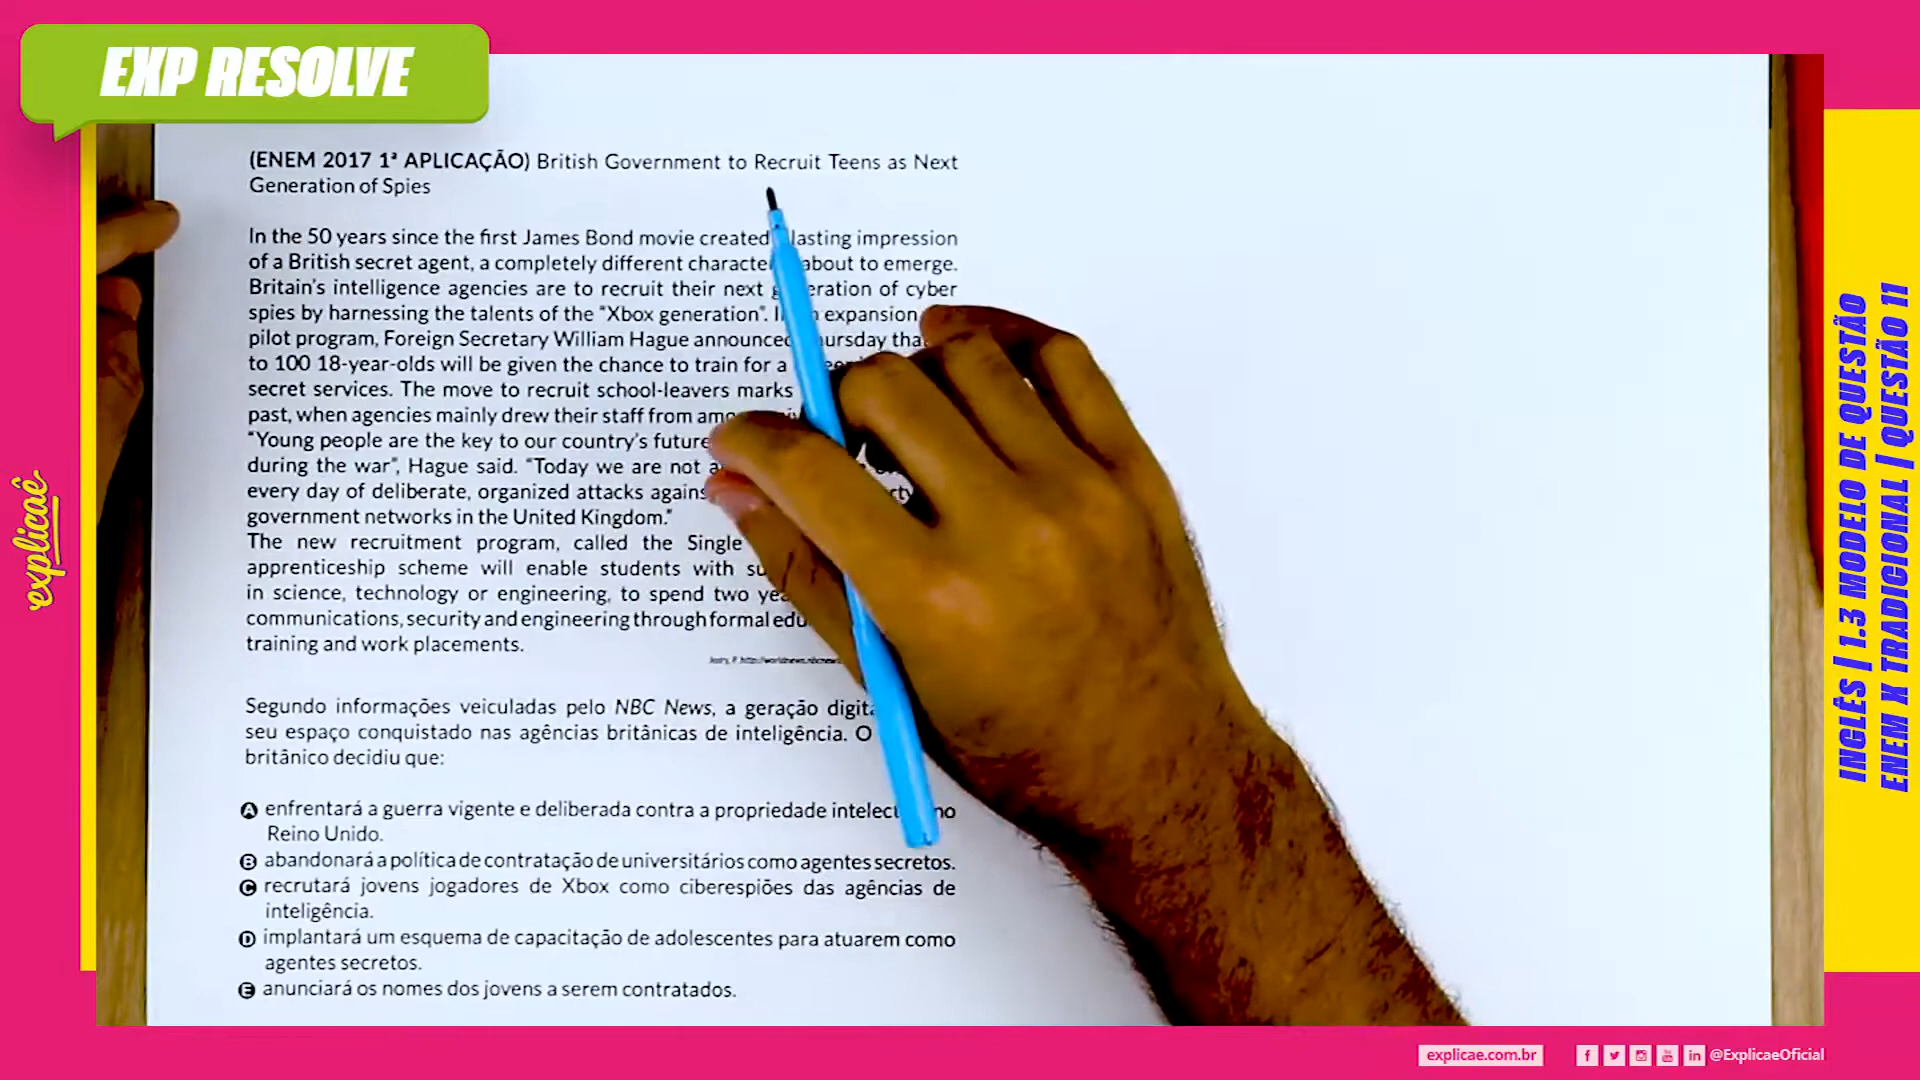 EXP RESOLVE
(ENEM 2017 1ª APLICAÇÃO) British Government to Recruit Teens as Next
Generation of Spies
In the 50 years since the first James Bond movie created lasting impression
of a British secret agent, a completely different character about to emerge.
Britain's intelligence agencies are to recruit their next generation of cyber
spies by harnessing the talents of the "Xbox generation". In expansion
pilot program, Foreign Secretary William Hague announced Thursday that
to 100 18-year-olds will be given the chance to train for a
secret services. The move to recruit school-leavers marks
past, when agencies mainly drew their staff from among
"Young people are the key to our country's future
during the war", Hague said. "Today we are not
every day of deliberate, organized attacks against
government networks in the United Kingdom."
The new recruitment program, called the Single
apprenticeship scheme will enable students with
in science, technology or engineering, to spend two
communications, security and engineering through formal
training and work placements.
Segundo informações veiculadas pelo NBC News, a geração
seu espaço conquistado nas agências britânicas de inteligência. O
britânico decidiu que:
A enfrentará a guerra vigente e deliberada contra a propriedade no
Reino Unido.
B abandonará a política de contratação de universitários como agentes secretos.
C recrutará jovens jogadores de Xbox como ciberespiões das agências de
inteligência.
D implantará um esquema de capacitação de adolescentes para atuarem como
agentes secretos.
E anunciará os nomes dos jovens a serem contratados.
explicaê
INGLÊS | 1.3 MODELO DE QUESTÃO
ENEM X TRADICIONAL | QUESTÃO 11
explicae.com.br
@ExplicaeOficial